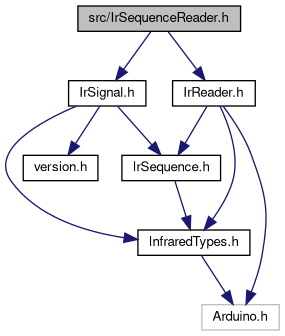 src/IrSequenceReader.h
IrSignal.h
IrReader.h
version.h
IrSequence.h
InfraredTypes.h
Arduino.h